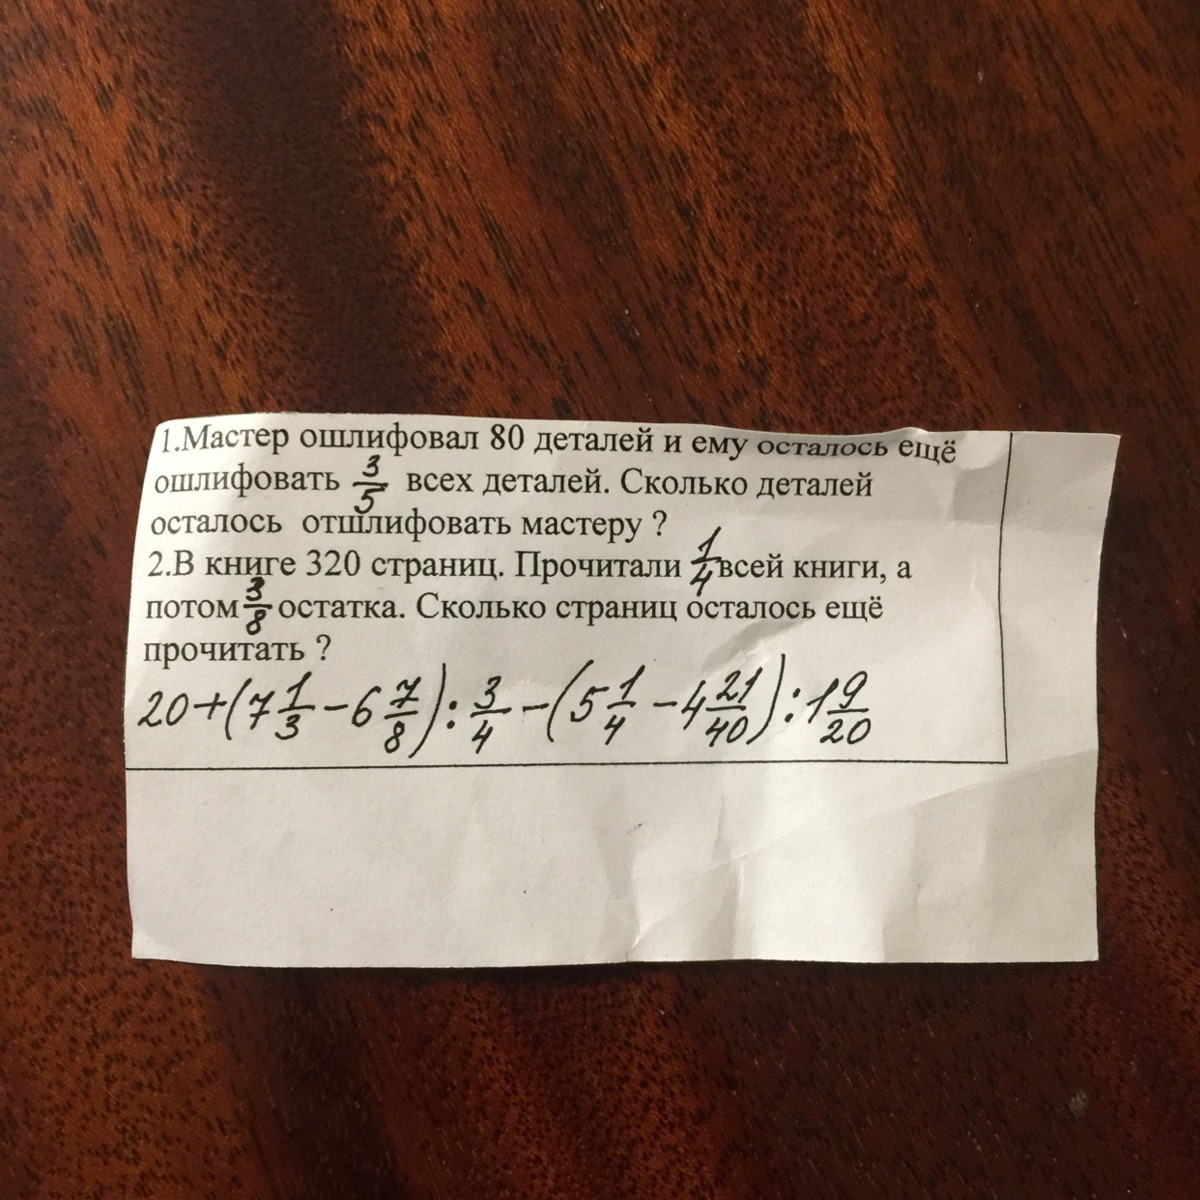 1.Мастер ошлифовал 80 деталей и ему осталось ещё
ошлифовать 3/5 всех деталей. Сколько деталей
осталось отшлифовать мастеру ?
2.В книге 320 страниц. Прочитали 1/4 всей книги, а
потом 3/8 остатка. Сколько страниц осталось ещё
прочитать ?
20+(7 1/3 − 6 7/8) : 3/4 − (5 1/4 − 4 21/40) : 1 9/20